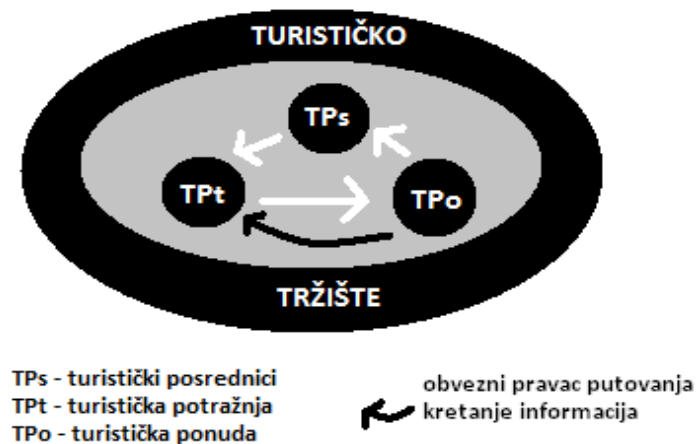 TURISTIČKO
TPs
TPt
TPo
TRŽIŠTE
TPs - turistički posrednici
TPt - turistička potražnja
TPo - turistička ponuda
obvezni pravac putovanja
kretanje informacija